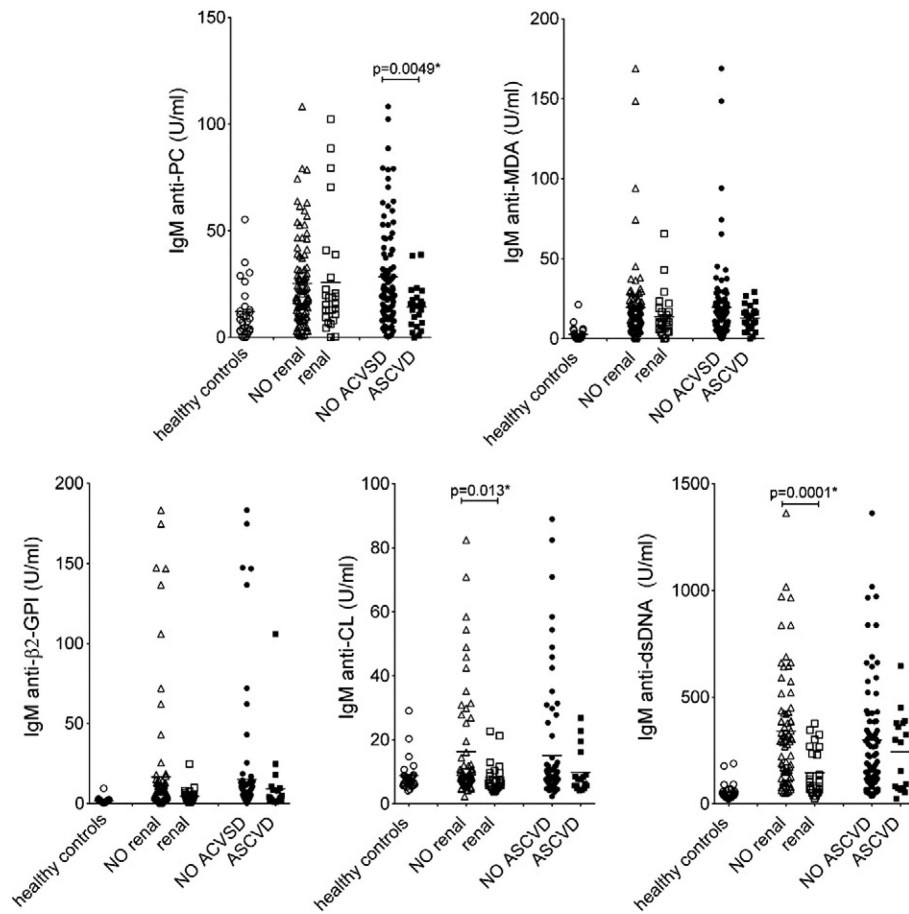 IgM anti-PC (U/ml)
150
100
50
0
p=0.0049*
healthy controls
NO renal
renal
NO ACVSD
ASCVD
IgM anti-MDA (U/ml)
200
150
100
50
0
healthy controls
NO renal
renal
NO ACVSD
ASCVD
IgM anti-β2-GPI (U/ml)
200
150
100
50
0
healthy controls
NO renal
renal
NO ACVSD
ASCVD
IgM anti-CL (U/ml)
100
80
60
40
20
0
p=0.013*
healthy controls
NO renal
renal
NO ASCVD
ASCVD
IgM anti-dsDNA (U/ml)
1500
1000
500
0
p=0.0001*
healthy controls
NO renal
renal
NO ASCVD
ASCVD